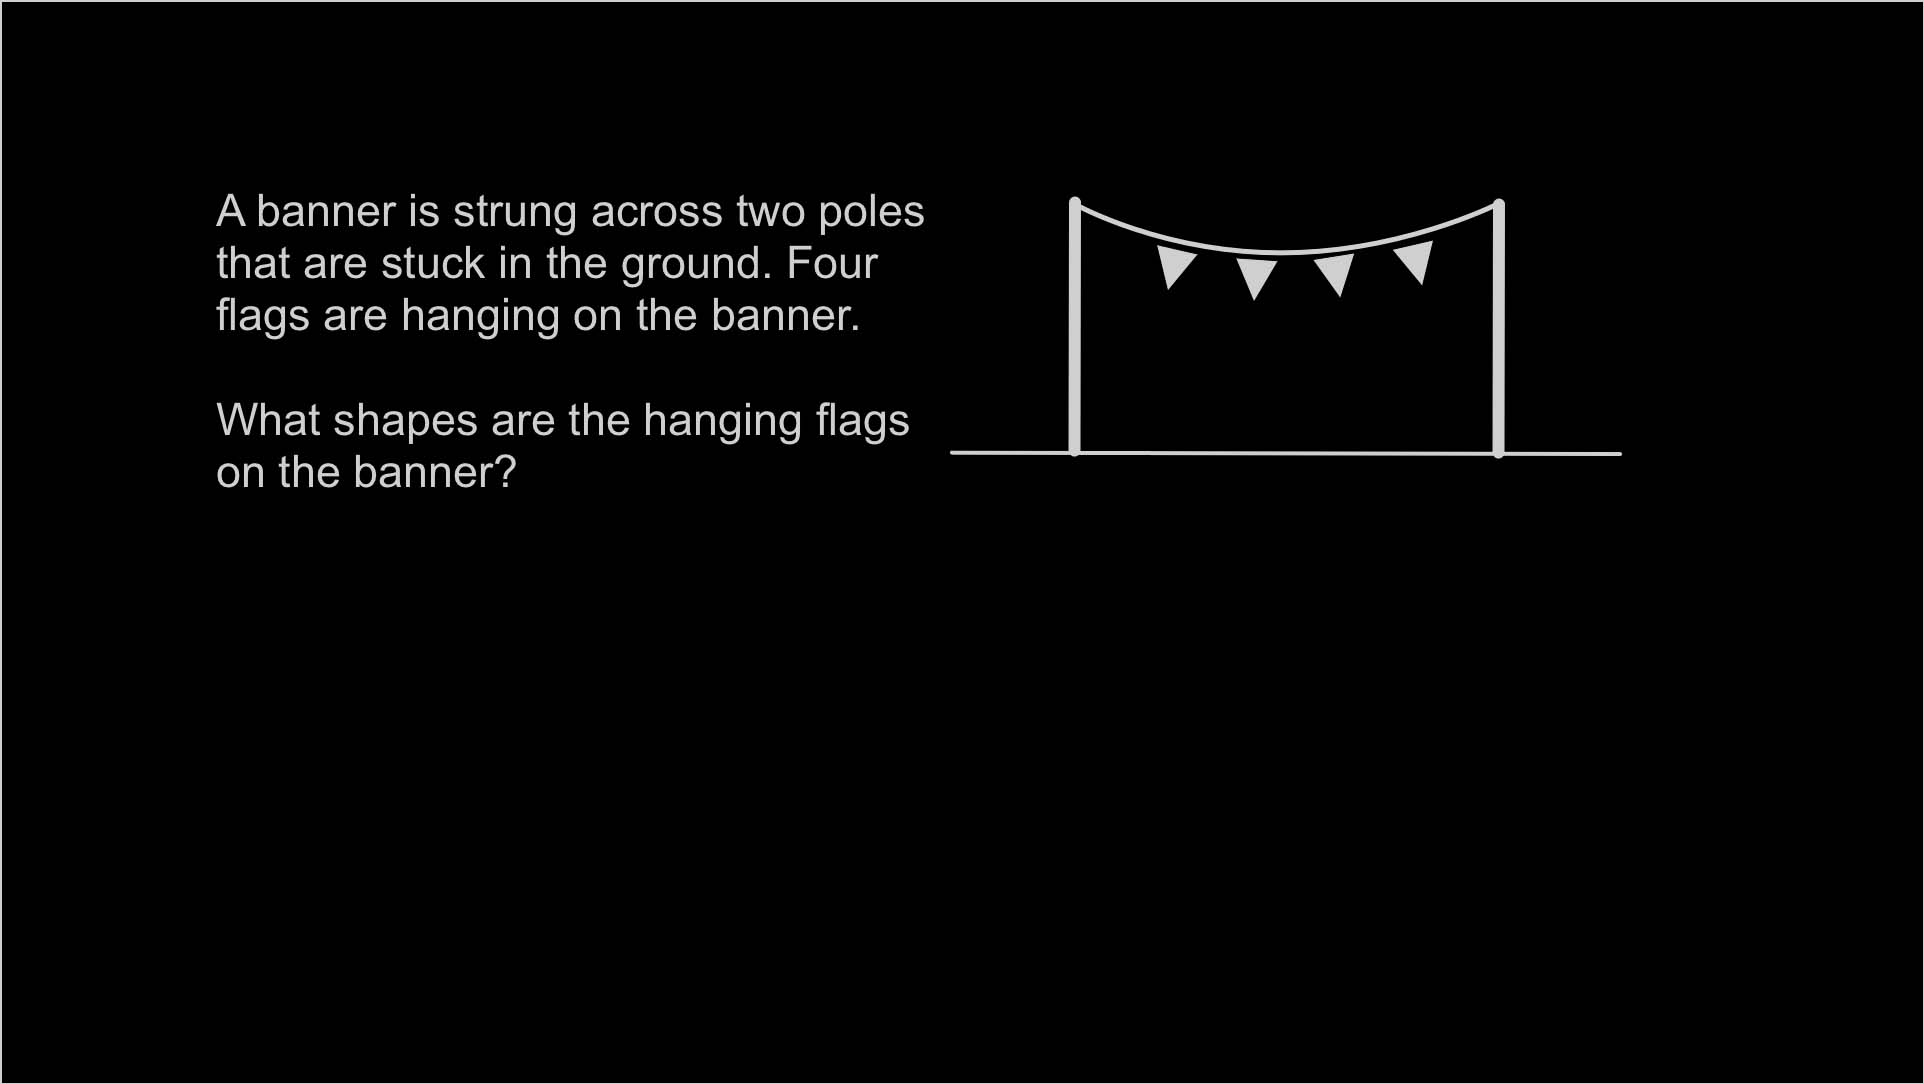 A banner is strung across two poles
that are stuck in the ground. Four
flags are hanging on the banner.
What shapes are the hanging flags
on the banner?